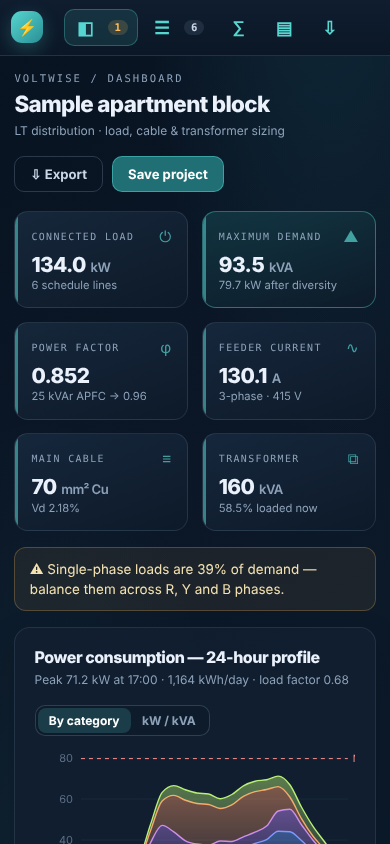 1
6
∑
VOLTWISE / DASHBOARD
Sample apartment block
LT distribution · load, cable & transformer sizing
⇩ Export
Save project
CONNECTED LOAD
134.0 kW
6 schedule lines
MAXIMUM DEMAND
93.5 kVA
79.7 kW after diversity
POWER FACTOR φ
0.852
25 kVAr APFC → 0.96
FEEDER CURRENT ∿
130.1 A
3-phase · 415 V
MAIN CABLE ≡
70 mm² Cu
Vd 2.18%
TRANSFORMER ⧉
160 kVA
58.5% loaded now
⚠ Single-phase loads are 39% of demand —
balance them across R, Y and B phases.
Power consumption — 24-hour profile
Peak 71.2 kW at 17:00 · 1,164 kWh/day · load factor 0.68
By category
kW / kVA
80
60
40